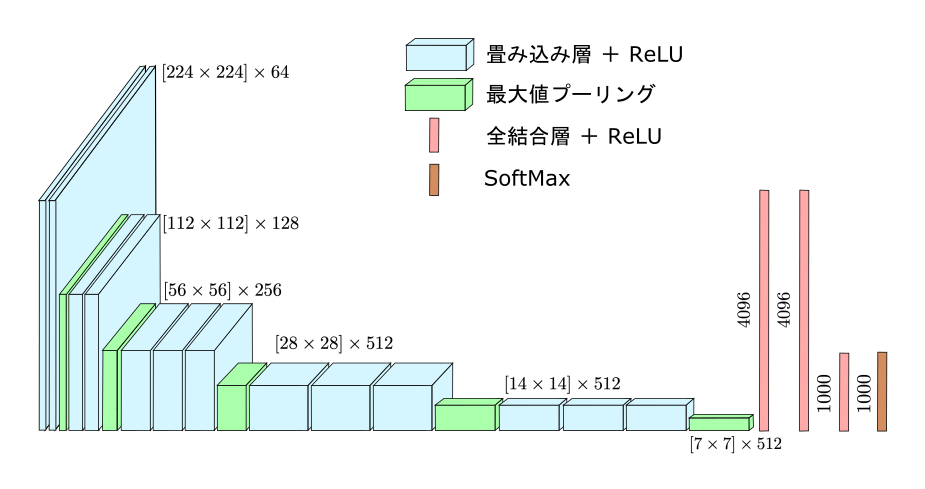 畳み込み層 ＋ ReLU
最大値プーリング
全結合層 ＋ ReLU
SoftMax
[224 × 224] × 64
[112 × 112] × 128
[56 × 56] × 256
[28 × 28] × 512
[14 × 14] × 512
[7 × 7] × 512
4096
4096
1000
1000